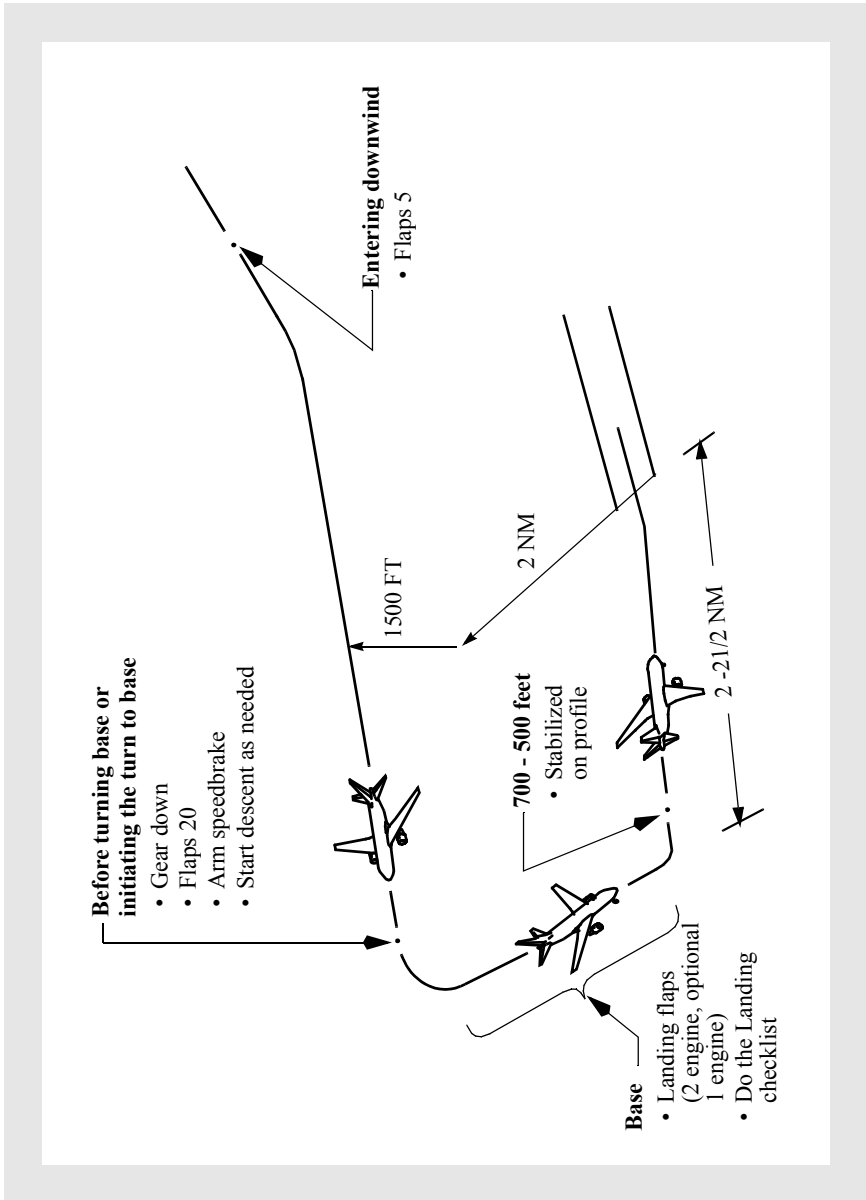 Before turning base or
initiating the turn to base
• Gear down
• Flaps 20
• Arm speedbrake
• Start descent as needed
Entering downwind
• Flaps 5
1500 FT
2 NM
700 - 500 feet
• Stabilized
on profile
2 -21/2 NM
Base
• Landing flaps
(2 engine, optional
1 engine)
• Do the Landing
checklist